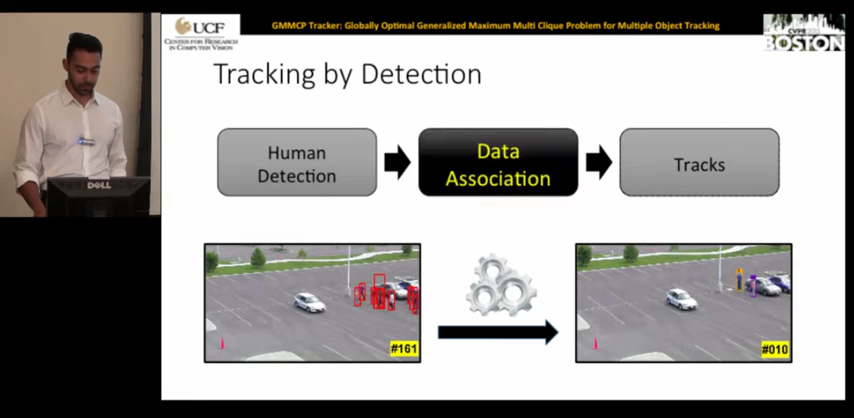 UCF
CENTER FOR RESEARCH
IN COMPUTER VISION
GMMCP Tracker: Globally Optimal Generalized Maximum Multi Clique Problem for Multiple Object Tracking
CVPR
BOSTON
Tracking by Detection
Human
Detection
Data
Association
Tracks
DELL
#161
#010